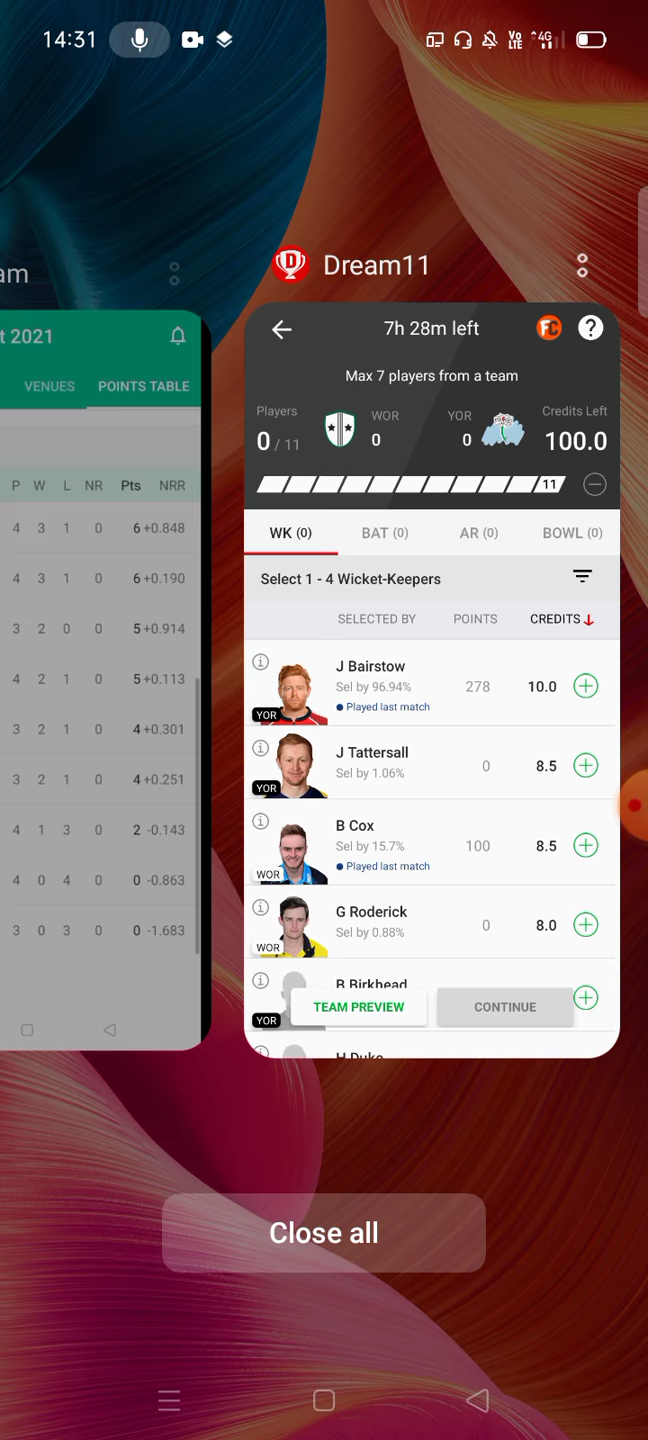 14:31
Vo LTE 4G
am
Dream11
t 2021
VENUES POINTS TABLE
P W L NR Pts NRR
4 3 1 0 6 +0.848
4 3 1 0 6 +0.190
3 2 0 0 5 +0.914
4 2 1 0 5 +0.113
3 2 1 0 4 +0.301
3 2 1 0 4 +0.251
4 1 3 0 2 -0.143
4 0 4 0 0 -0.863
3 0 3 0 0 -1.683
7h 28m left
FC
?
Max 7 players from a team
Players WOR YOR Credits Left
0 / 11 0 0 100.0
11
WK (0) BAT (0) AR (0) BOWL (0)
Select 1 - 4 Wicket-Keepers
SELECTED BY POINTS CREDITS
J Bairstow
Sel by 96.94% 278 10.0
Played last match
YOR
J Tattersall
Sel by 1.06% 0 8.5
YOR
B Cox
Sel by 15.7% 100 8.5
Played last match
WOR
G Roderick
Sel by 0.88% 0 8.0
WOR
B Birkhead
YOR
TEAM PREVIEW CONTINUE
H Duke
Close all